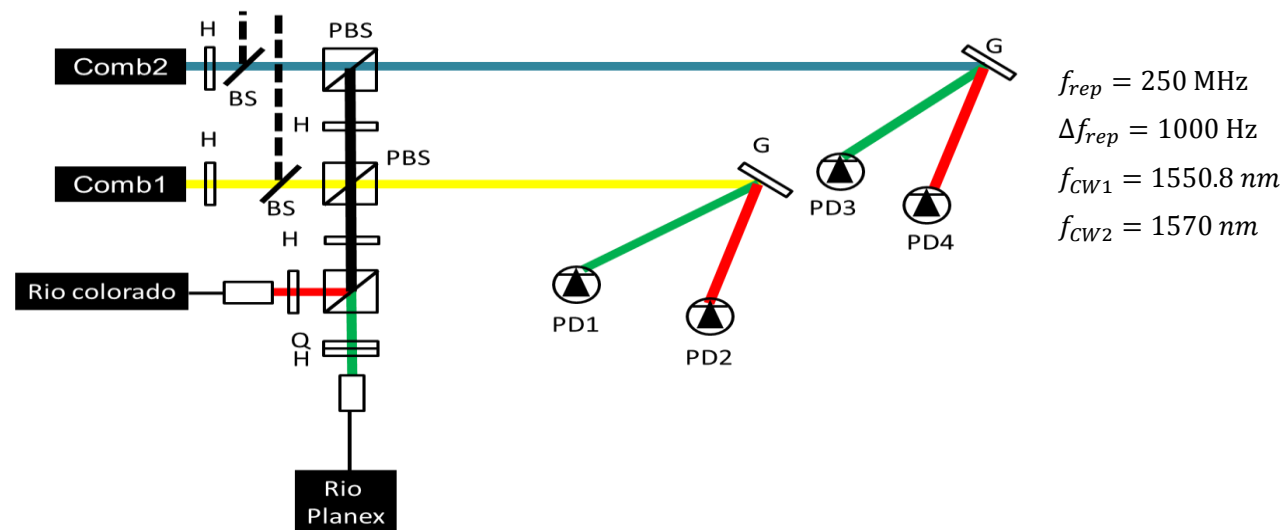 H
PBS
G
Comb2
BS
H
H
PBS
G
Comb1
BS
PD3
PD4
H
Rio colorado
PD1
PD2
Q
H
Rio
Planex
f_rep = 250 MHz
Δf_rep = 1000 Hz
f_CW1 = 1550.8 nm
f_CW2 = 1570 nm